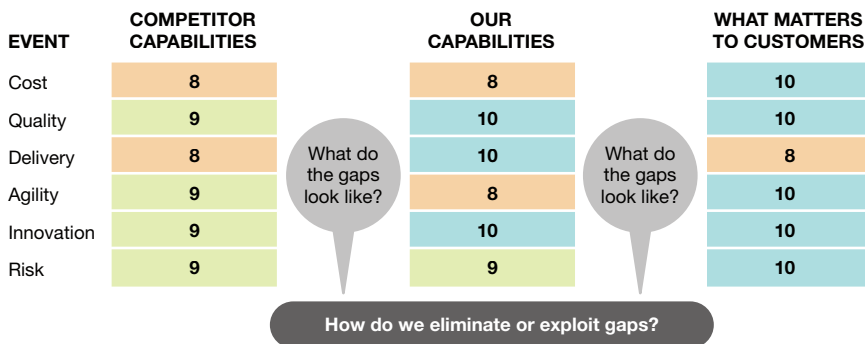 EVENT
COMPETITOR
CAPABILITIES
OUR
CAPABILITIES
WHAT MATTERS
TO CUSTOMERS
Cost 8 8 10
Quality 9 10 10
Delivery 8 10 8
Agility 9 8 10
Innovation 9 10 10
Risk 9 9 10
What do
the gaps
look like?
What do
the gaps
look like?
How do we eliminate or exploit gaps?